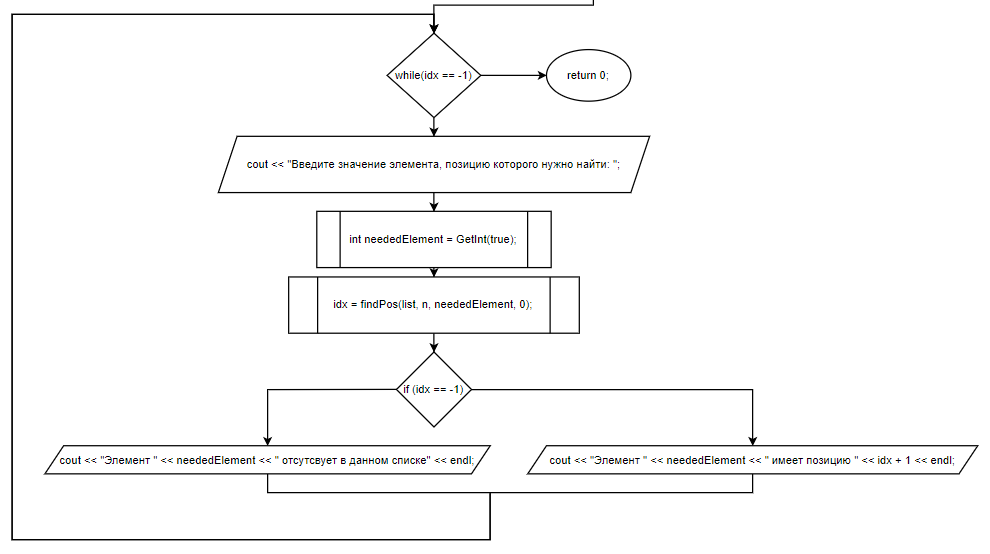 while(idx == -1)
return 0;
cout << "Введите значение элемента, позицию которого нужно найти: ";
int neededElement = GetInt(true);
idx = findPos(list, n, neededElement, 0);
if (idx == -1)
cout << "Элемент " << neededElement << " отсутсвует в данном списке" << endl;
cout << "Элемент " << neededElement << " имеет позицию " << idx + 1 << endl;